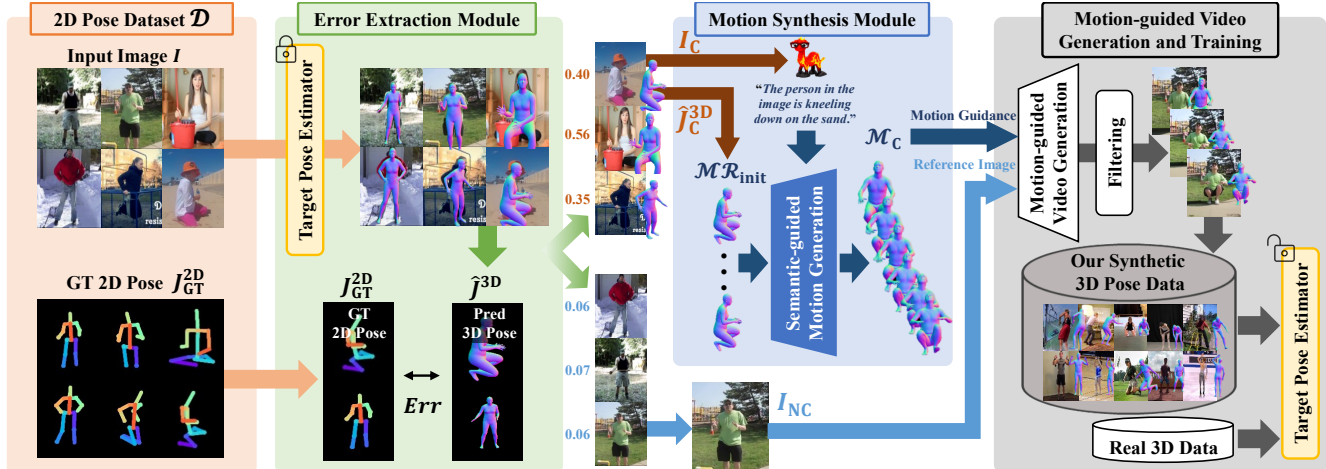 2D Pose Dataset 𝒟
Input Image I
GT 2D Pose J_GT^2D
Error Extraction Module
Target Pose Estimator
J_GT^2D
GT
2D Pose
Ĵ^3D
Pred
3D Pose
Err
0.40
0.56
0.35
0.06
0.07
0.06
Motion Synthesis Module
I_C
Ĵ_C^3D
“The person in the
image is kneeling
down on the sand.”
ℳℛ_init
Semantic-guided
Motion Generation
ℳ_C
I_NC
Motion Guidance
Reference Image
Motion-guided Video
Generation and Training
Motion-guided
Video Generation
Filtering
Our Synthetic
3D Pose Data
Real 3D Data
Target Pose Estimator
resis
resis
resis